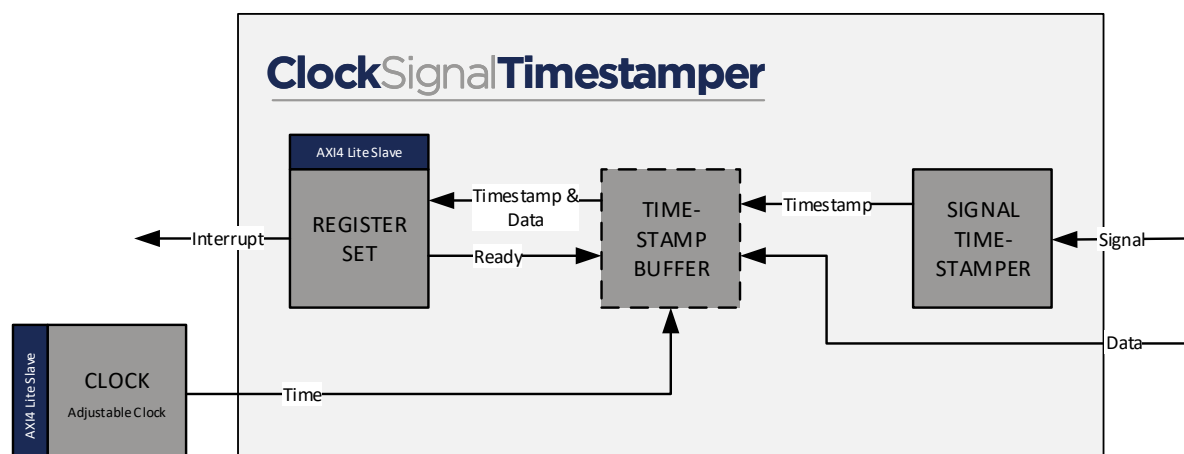 ClockSignalTimestamper
AXI4 Lite Slave
REGISTER
SET
Timestamp &
Data
Ready
Interrupt
TIME-
STAMP
BUFFER
Timestamp
SIGNAL
TIME-
STAMPER
Signal
Data
AXI4 Lite Slave
CLOCK
Adjustable Clock
Time